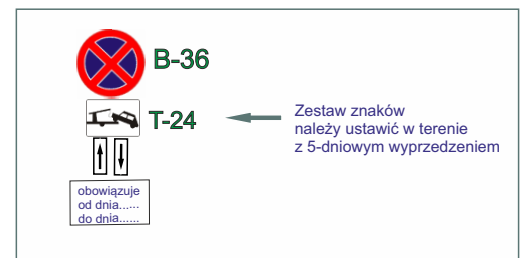 B-36
T-24
Zestaw znaków
należy ustawić w terenie
z 5-dniowym wyprzedzeniem
obowiązuje
od dnia......
do dnia......